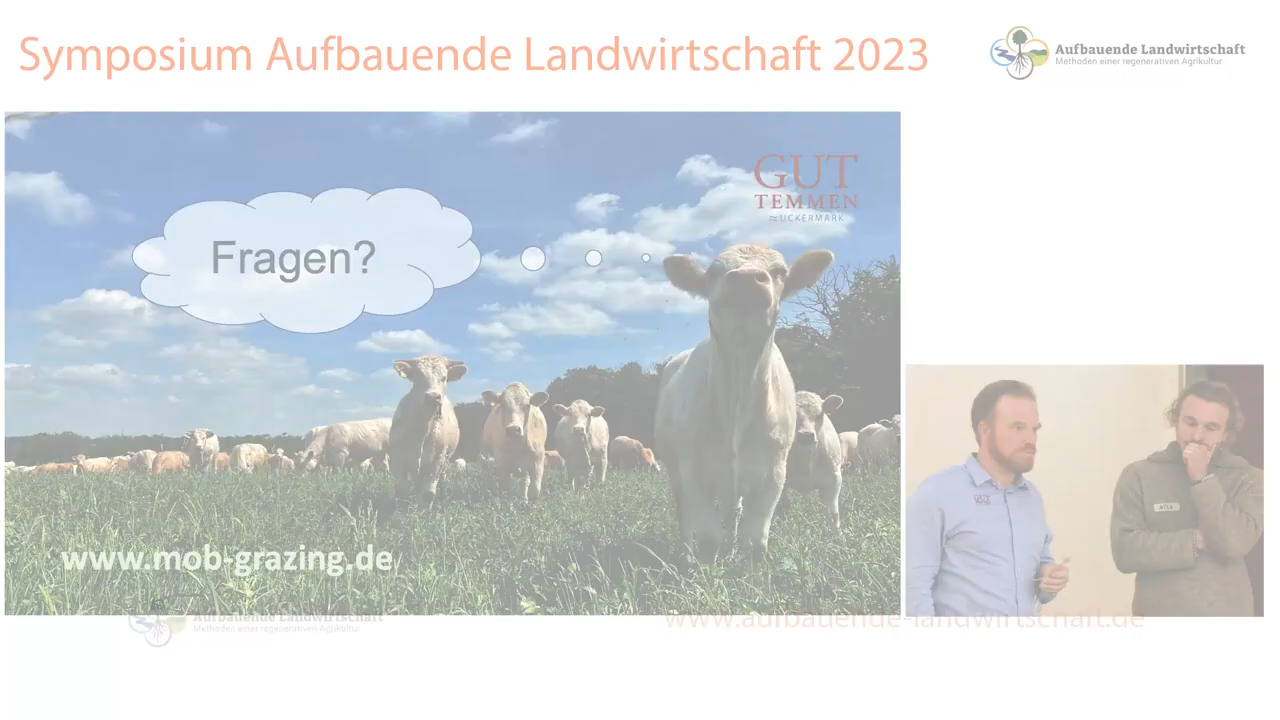 Symposium Aufbauende Landwirtschaft 2023
Aufbauende Landwirtschaft
Methoden einer regenerativen Agrikultur
GUT
TEMMEN
≈UCKERMARK
Fragen?
www.mob-grazing.de
GUT
Aufbauende Landwirtschaft
Methoden einer regenerativen Agrikultur
www.aufbauende-landwirtschaft.de